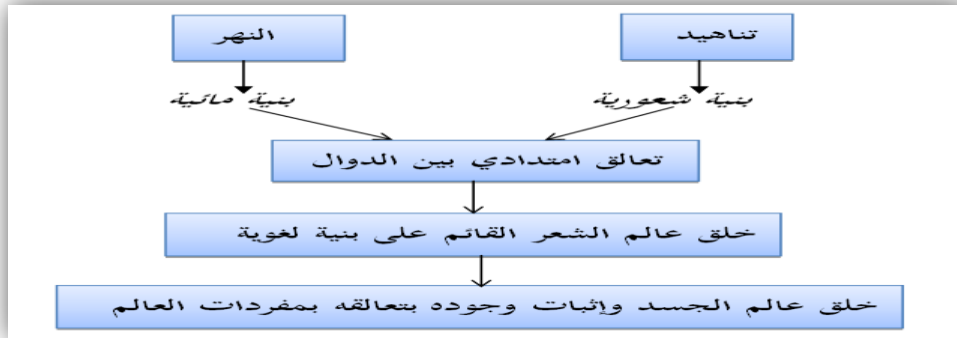 تناهيد
النهر
بنية شعورية
بنية مائية
تعالق امتدادي بين الدوال
خلق عالم الشعر القائم على بنية لغوية
خلق عالم الجسد وإثبات وجوده بتعالقه بمفردات العالم